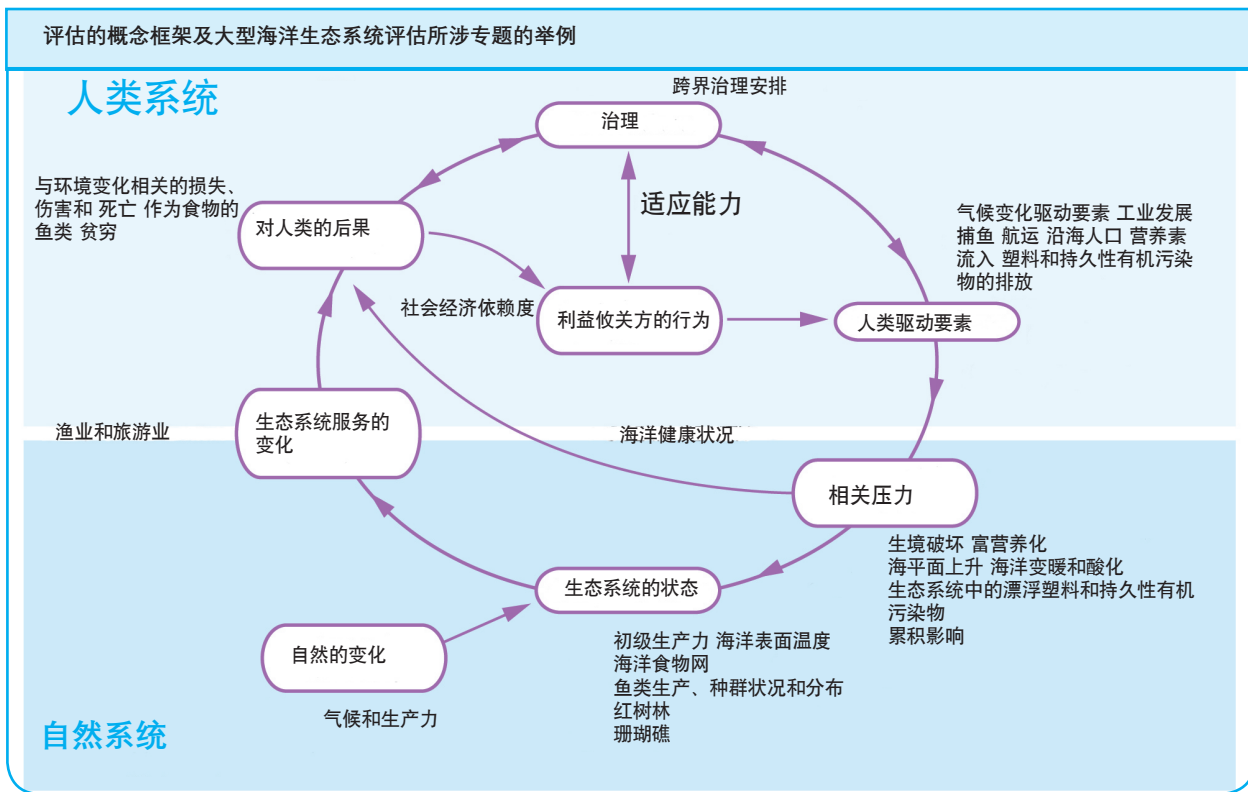 评估的概念框架及大型海洋生态系统评估所涉专题的举例
人类系统
跨界治理安排
治理
与环境变化相关的损失、
伤害和 死亡 作为食物的
鱼类 贫穷
对人类的后果
适应能力
气候变化驱动要素 工业发展
捕鱼 航运 沿海人口 营养素
流入 塑料和持久性有机污染
物的排放
社会经济依赖度
利益攸关方的行为
人类驱动要素
渔业和旅游业
生态系统服务的
变化
海洋健康状况
相关压力
生境破坏 富营养化
海平面上升 海洋变暖和酸化
生态系统中的漂浮塑料和持久性有机
污染物
累积影响
生态系统的状态
初级生产力 海洋表面温度
海洋食物网
鱼类生产、种群状况和分布
红树林
珊瑚礁
自然的变化
气候和生产力
自然系统